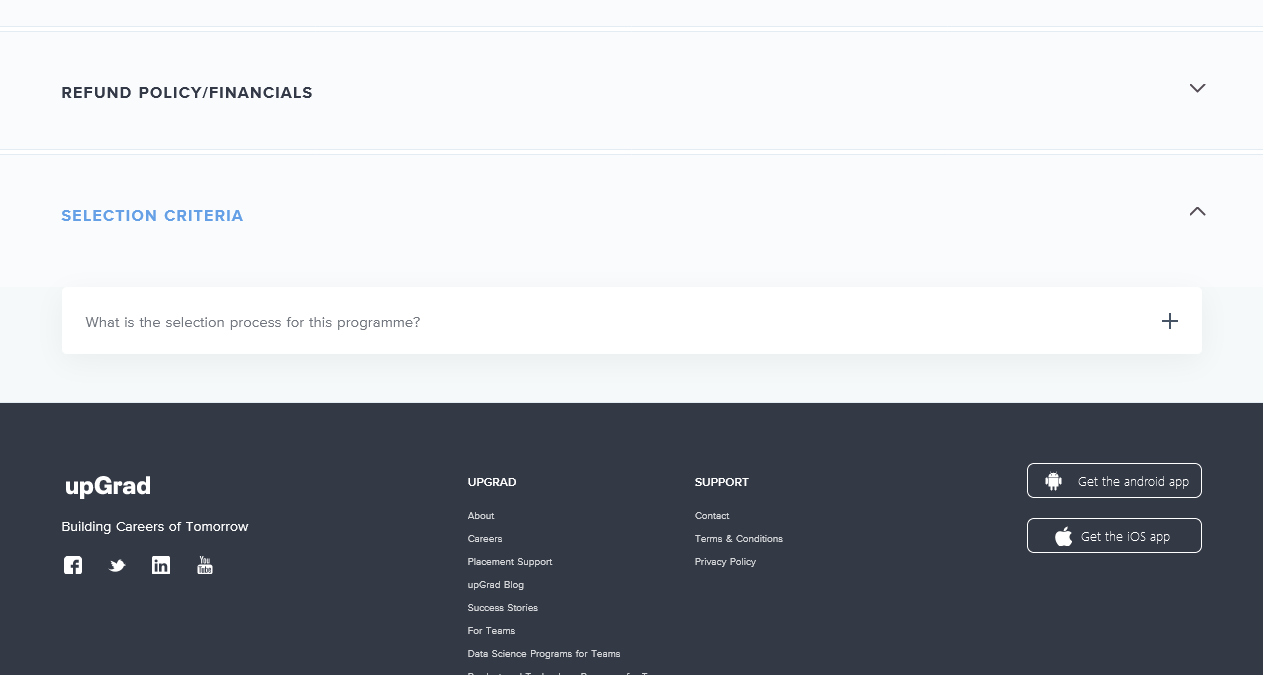 REFUND POLICY/FINANCIALS
SELECTION CRITERIA
What is the selection process for this programme?
upGrad
Building Careers of Tomorrow
You
Tube
UPGRAD
About
Careers
Placement Support
upGrad Blog
Success Stories
For Teams
Data Science Programs for Teams
SUPPORT
Contact
Terms & Conditions
Privacy Policy
Get the android app
Get the iOS app